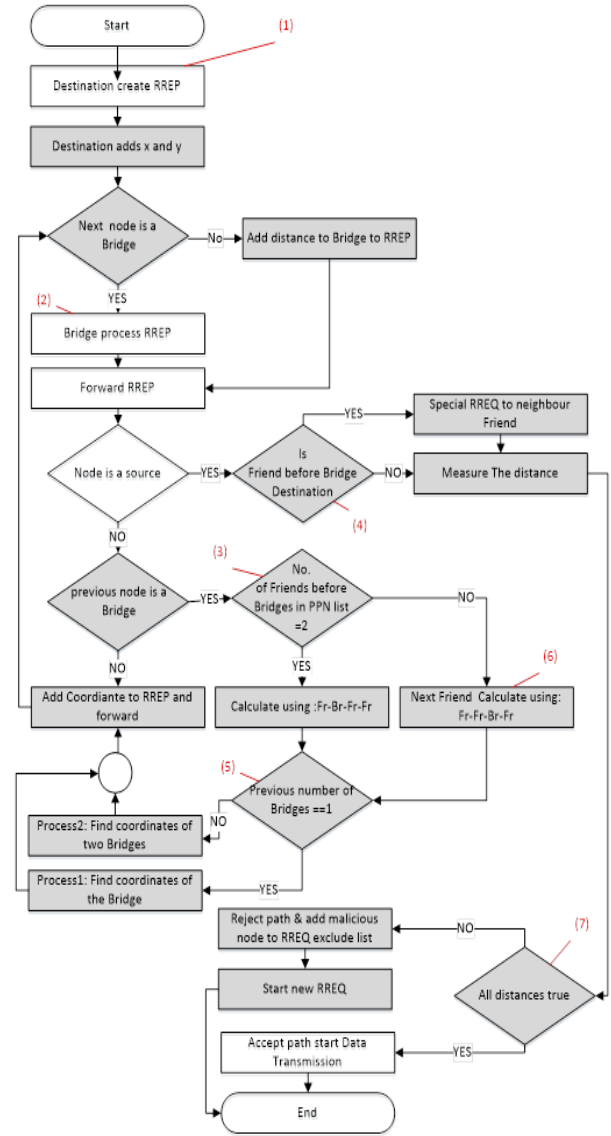 Start
(1)
Destination create RREP
Destination adds x and y
Next node is a
Bridge
No
Add distance to Bridge to RREP
YES
(2)
Bridge process RREP
Forward RREP
Node is a source
YES
Is
Friend before Bridge
Destination
(4)
YES
Special RREQ to neighbour
Friend
NO
Measure The distance
NO
previous node is a
Bridge
YES
(3)
No.
of Friends before
Bridges in PPN list
=2
NO
YES
NO
Add Coordiante to RREP and
forward
Calculate using :Fr-Br-Fr-Fr
(6)
Next Friend Calculate using:
Fr-Fr-Br-Fr
(5)
Previous number of
Bridges ==1
NO
Process2: Find coordinates of
two Bridges
YES
Process1: Find coordinates of
the Bridge
Reject path & add malicious
node to RREQ exclude list
NO
(7)
All distances true
Start new RREQ
YES
Accept path start Data
Transmission
End